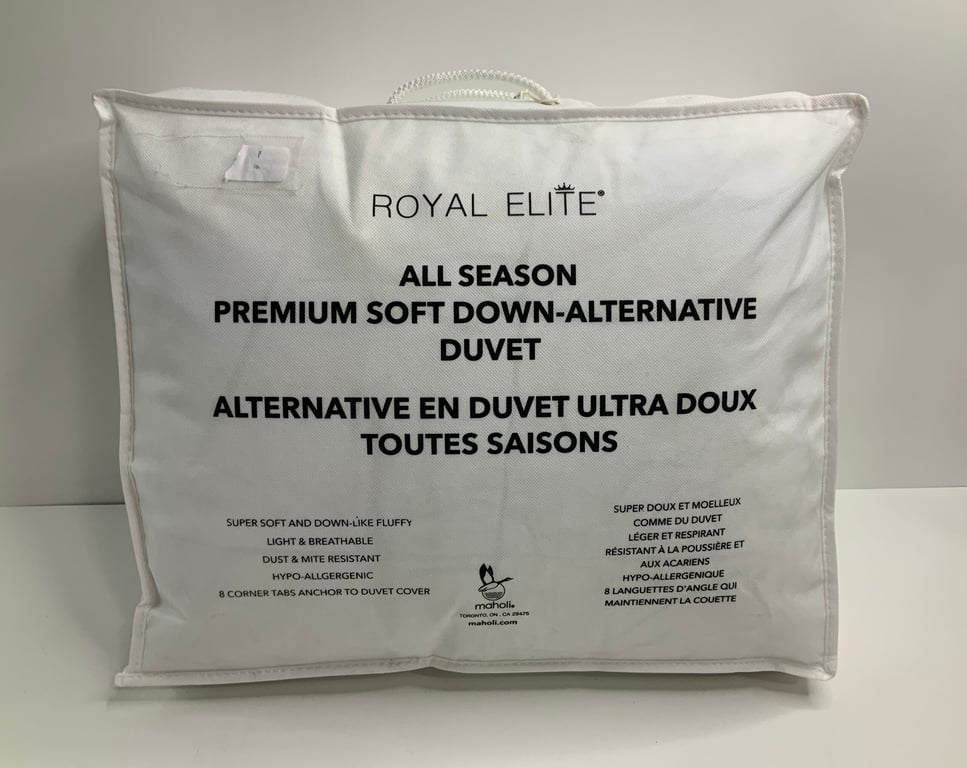 ROYAL ELITE®
ALL SEASON
PREMIUM SOFT DOWN-ALTERNATIVE
DUVET
ALTERNATIVE EN DUVET ULTRA DOUX
TOUTES SAISONS
SUPER SOFT AND DOWN-LIKE FLUFFY
LIGHT & BREATHABLE
DUST & MITE RESISTANT
HYPO-ALLGERGENIC
8 CORNER TABS ANCHOR TO DUVET COVER
SUPER DOUX ET MOELLEUX
COMME DU DUVET
LÉGER ET RESPIRANT
RÉSISTANT À LA POUSSIÈRE ET
AUX ACARIENS
HYPO-ALLERGENIQUE
8 LANGUETTES D'ANGLE QUI
MAINTIENNENT LA COUETTE
maholi®
TORONTO, ON . CA 29475
maholi.com